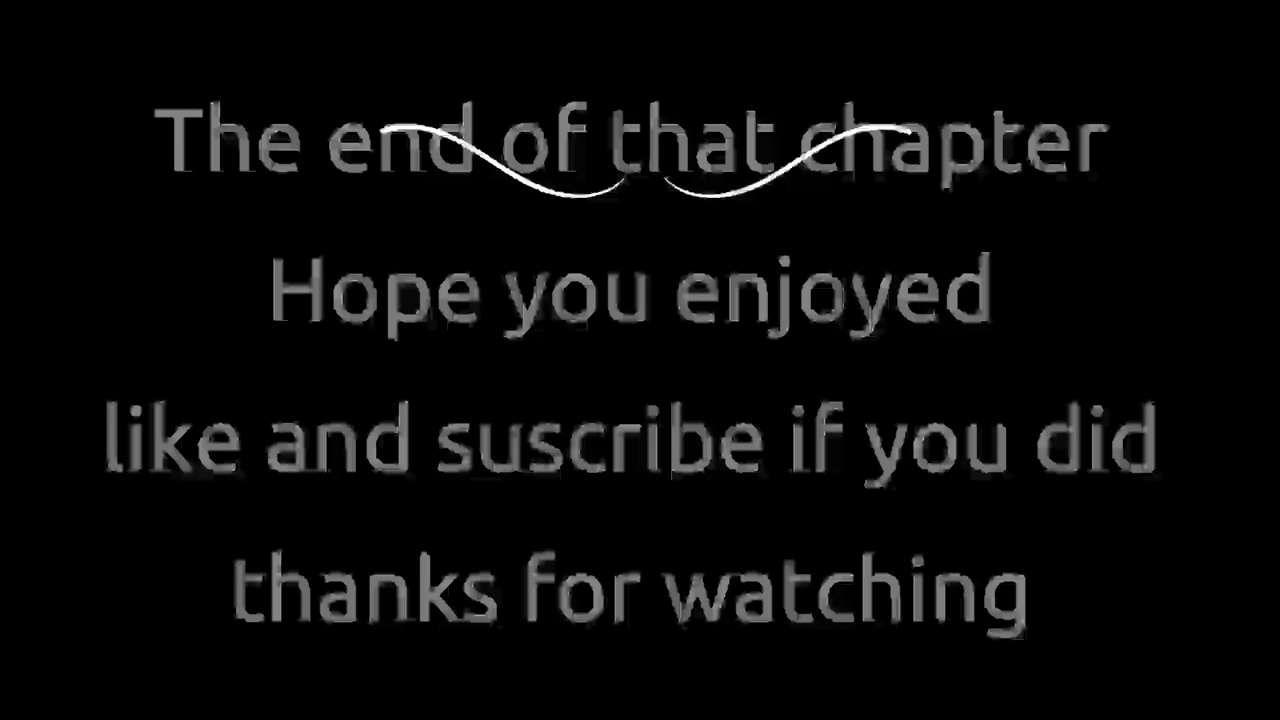 The end of that chapter
Hope you enjoyed
like and suscribe if you did
thanks for watching